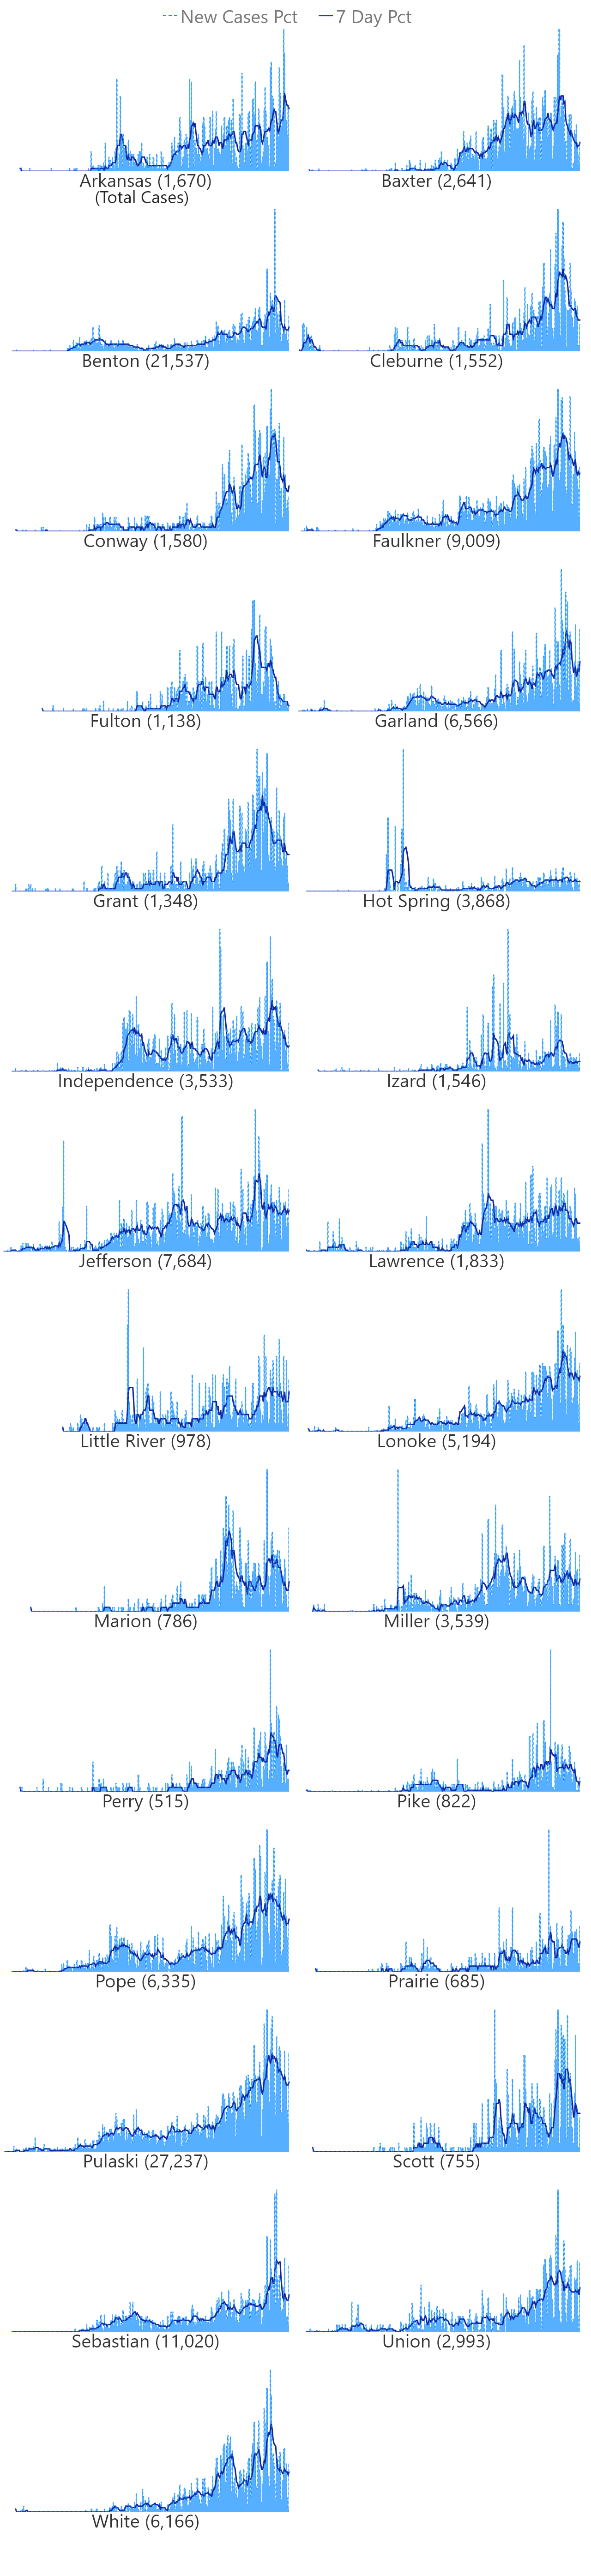 New Cases Pct 7 Day Pct
Arkansas (1,670) Baxter (2,641)
(Total Cases)
Benton (21,537) Cleburne (1,552)
Conway (1,580) Faulkner (9,009)
Fulton (1,138) Garland (6,566)
Grant (1,348) Hot Spring (3,868)
Independence (3,533) Izard (1,546)
Jefferson (7,684) Lawrence (1,833)
Little River (978) Lonoke (5,194)
Marion (786) Miller (3,539)
Perry (515) Pike (822)
Pope (6,335) Prairie (685)
Pulaski (27,237) Scott (755)
Sebastian (11,020) Union (2,993)
White (6,166)